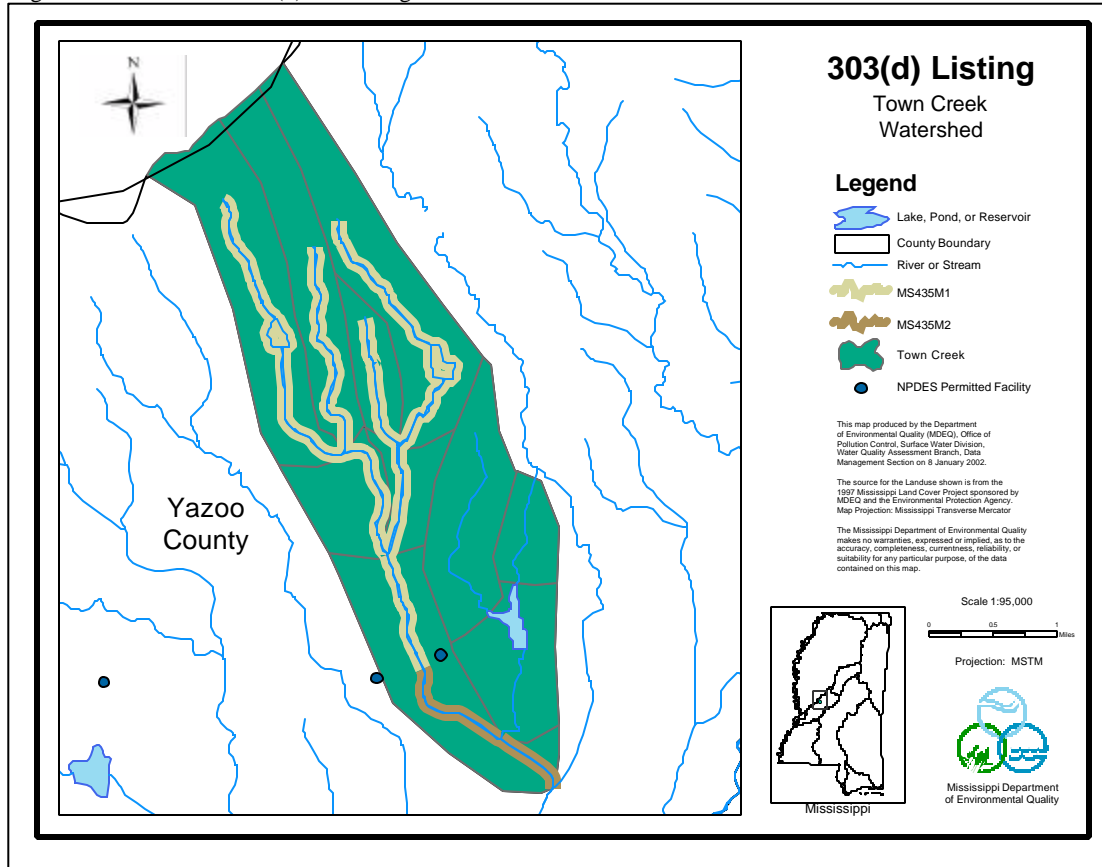 N
Yazoo
County
303(d) Listing
Town Creek
Watershed
Legend
Lake, Pond, or Reservoir
County Boundary
River or Stream
MS435M1
MS435M2
Town Creek
NPDES Permitted Facility
This map produced by the Department
of Environmental Quality (MDEQ), Office of
Pollution Control, Surface Water Division,
Water Quality Assessment Branch, Data
Management Section on 8 January 2002.
The source for the Landuse shown is from the
1997 Mississippi Land Cover Project sponsored by
MDEQ and the Environmental Protection Agency.
Map Projection: Mississippi Transverse Mercator
The Mississippi Department of Environmental Quality
makes no warranties, expressed or implied, as to the
accuracy, completeness, currentness, reliability, or
suitability for any particular purpose, of the data
contained on this map.
Scale 1:95,000
0 0.5 1
Miles
Projection: MSTM
Mississippi
Mississippi Department
of Environmental Quality